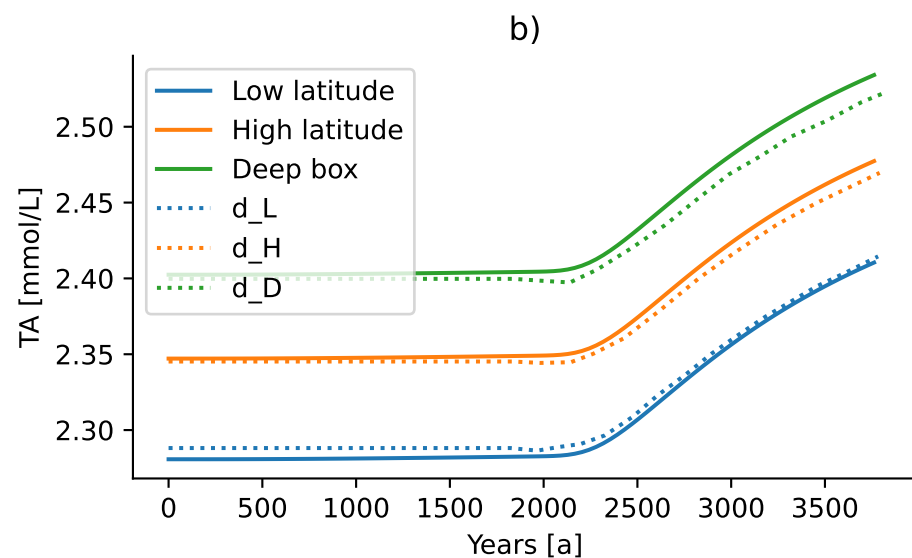 b)
Low latitude
High latitude
Deep box
d_L
d_H
d_D
TA [mmol/L]
2.50
2.45
2.40
2.35
2.30
0 500 1000 1500 2000 2500 3000 3500
Years [a]